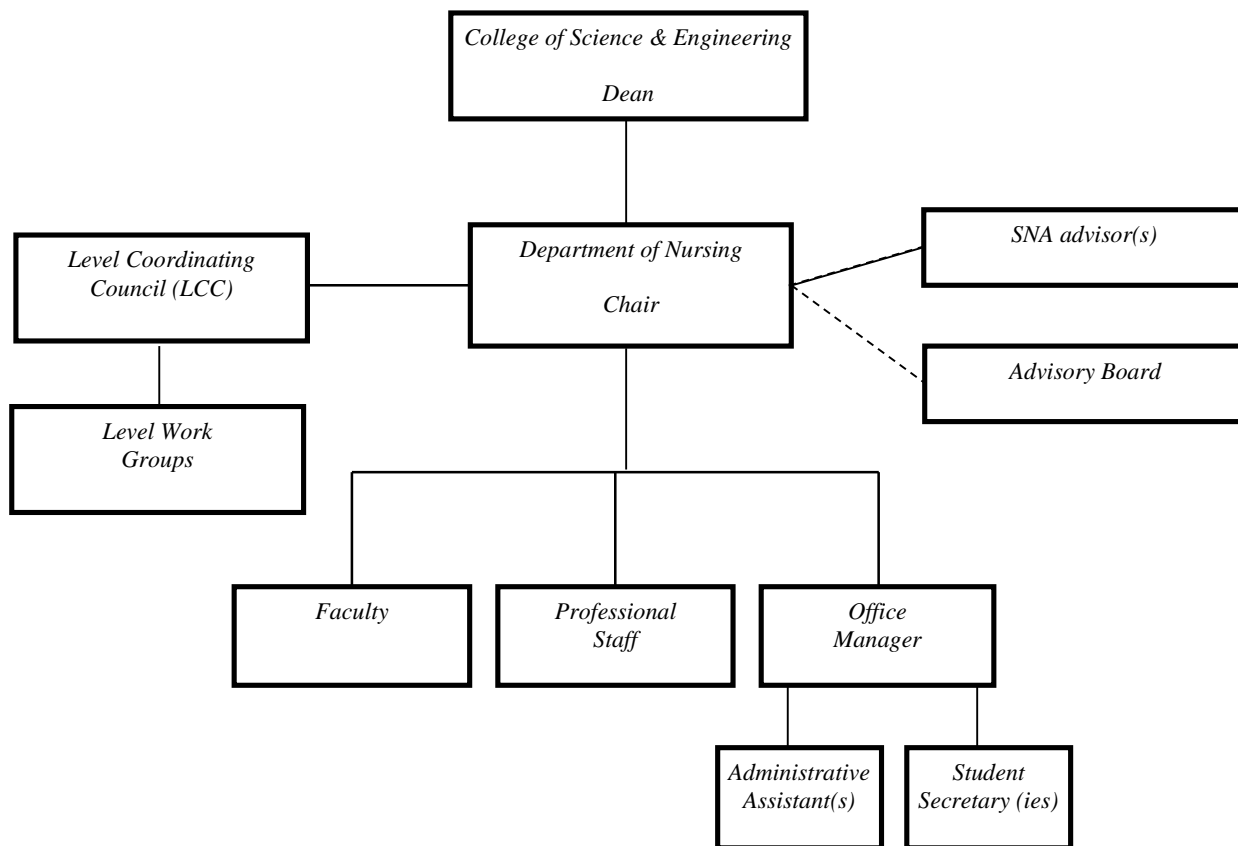 College of Science & Engineering
Dean
SNA advisor(s)
Department of Nursing
Chair
Level Coordinating
Council (LCC)
Advisory Board
Level Work
Groups
Faculty
Professional
Staff
Office
Manager
Administrative
Assistant(s)
Student
Secretary (ies)